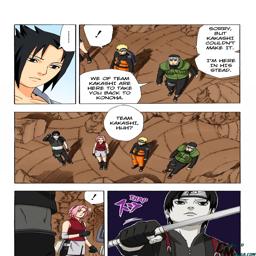 !
SORRY,
BUT
KAKASHI
COULDN'T
MAKE IT.
I'M HERE
IN HIS
STEAD.
WE OF TEAM
KAKASHI
ARE HERE TO
TAKE YOU
BACK TO
KONOHA.
TEAM
KAKASHI,
HUH?
!